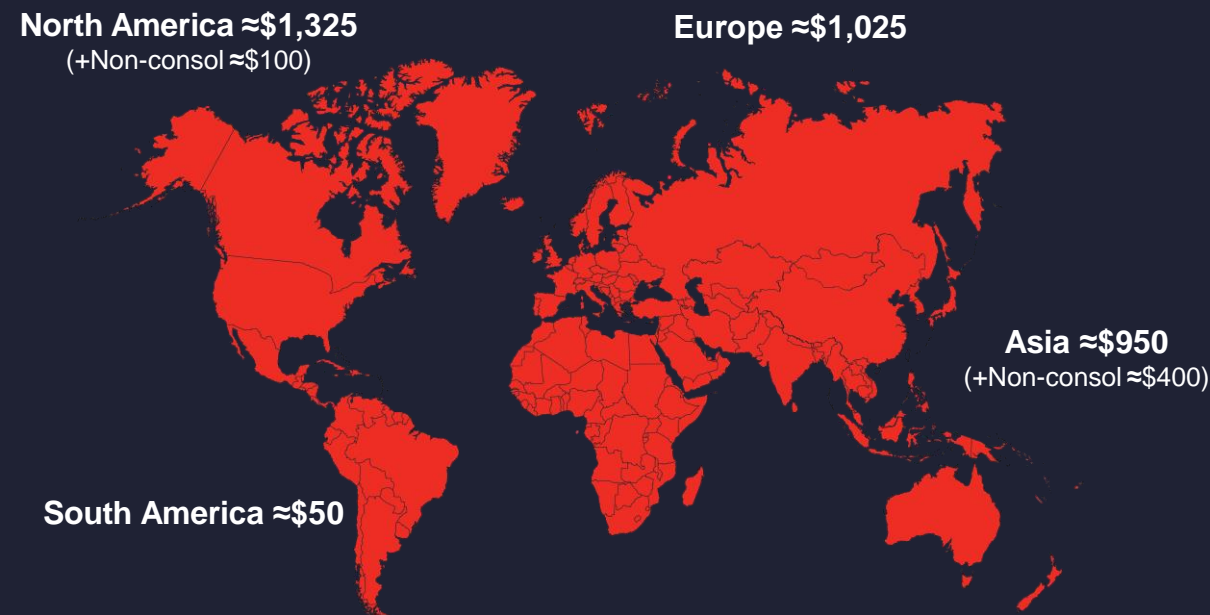 North America ≈$1,325
(+Non-consol ≈$100)
Europe ≈$1,025
Asia ≈$950
(+Non-consol ≈$400)
South America ≈$50